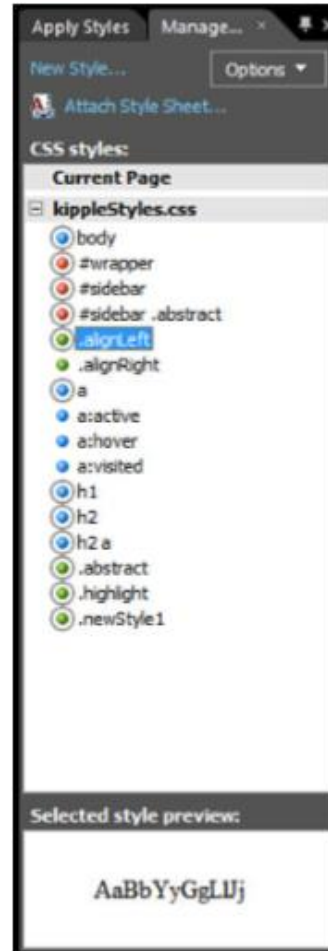 Apply Styles Manage...
New Style... Options
Attach Style Sheet...
CSS styles:
Current Page
kippleStyles.css
body
#wrapper
#sidebar
#sidebar .abstract
.alignLeft
.alignRight
a
a:active
a:hover
a:visited
h1
h2
h2 a
.abstract
.highlight
.newStyle1
Selected style preview:
AaBbYyGgLlJj